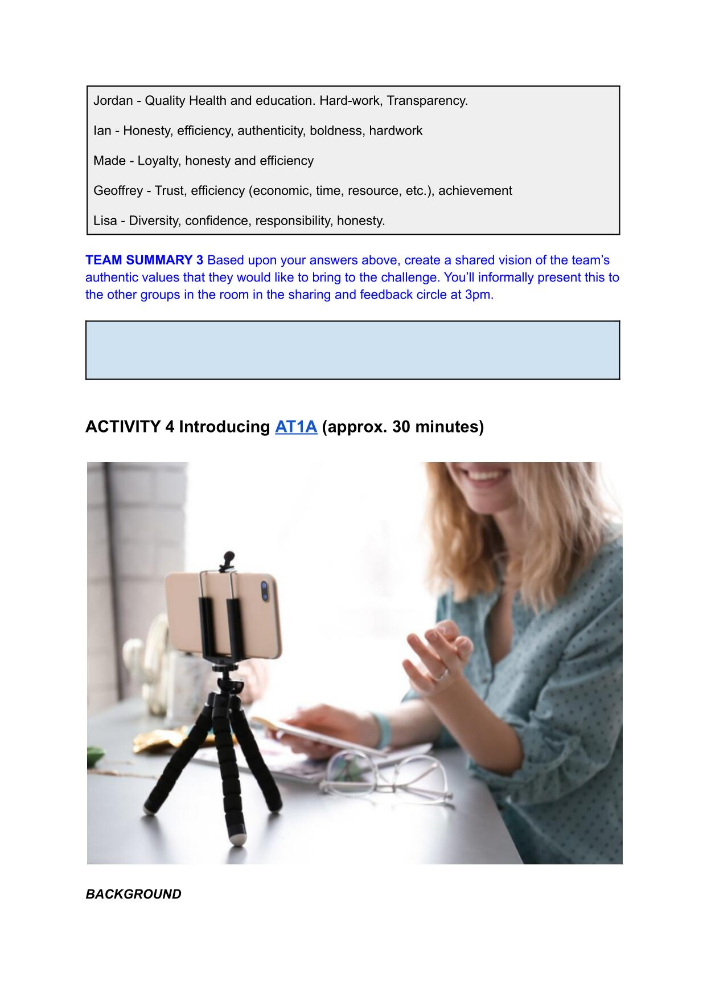 Jordan - Quality Health and education. Hard-work, Transparency.
Ian - Honesty, efficiency, authenticity, boldness, hardwork
Made - Loyalty, honesty and efficiency
Geoffrey - Trust, efficiency (economic, time, resource, etc.), achievement
Lisa - Diversity, confidence, responsibility, honesty.
TEAM SUMMARY 3 Based upon your answers above, create a shared vision of the team’s
authentic values that they would like to bring to the challenge. You’ll informally present this to
the other groups in the room in the sharing and feedback circle at 3pm.
ACTIVITY 4 Introducing AT1A (approx. 30 minutes)
BACKGROUND